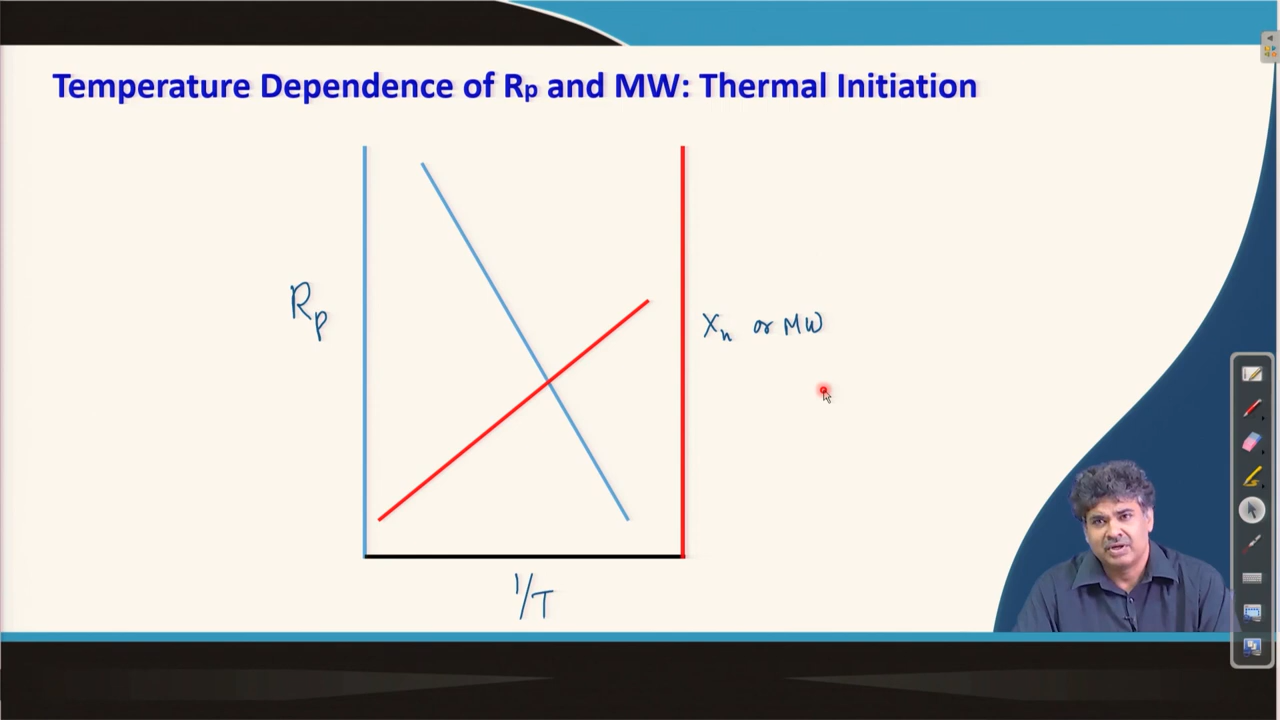 Temperature Dependence of Rp and MW: Thermal Initiation
Rp
Xn or MW
1/T